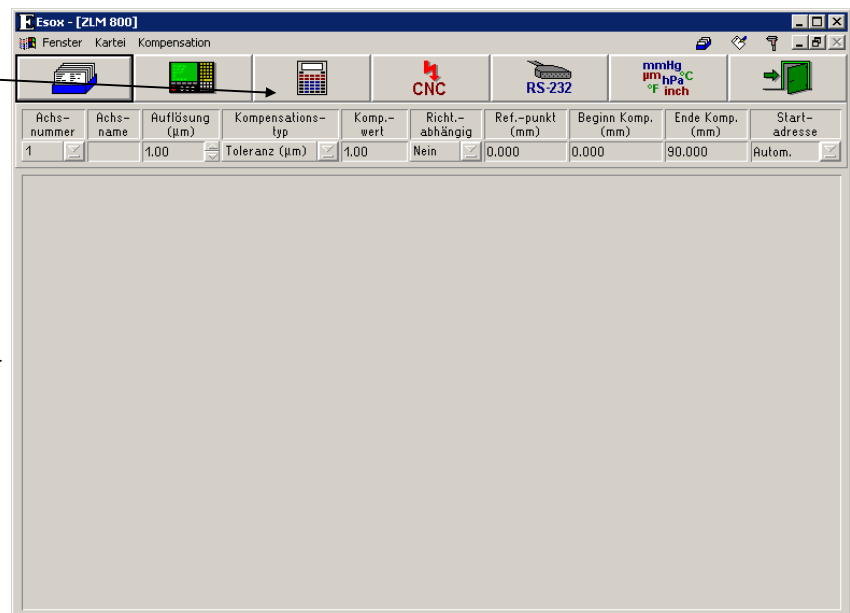 Esox - [ZLM 800]
Fenster Kartei Kompensation
CNC
RS-232
mmHg
µm hPa °C
°F inch
Achs-nummer
Achs-name
Auflösung (µm)
Kompensations-typ
Komp.-wert
Richt.-abhängig
Ref.-punkt (mm)
Beginn Komp. (mm)
Ende Komp. (mm)
Start-adresse
1 1.00 Toleranz (µm) 1.00 Nein 0.000 0.000 90.000 Autom.